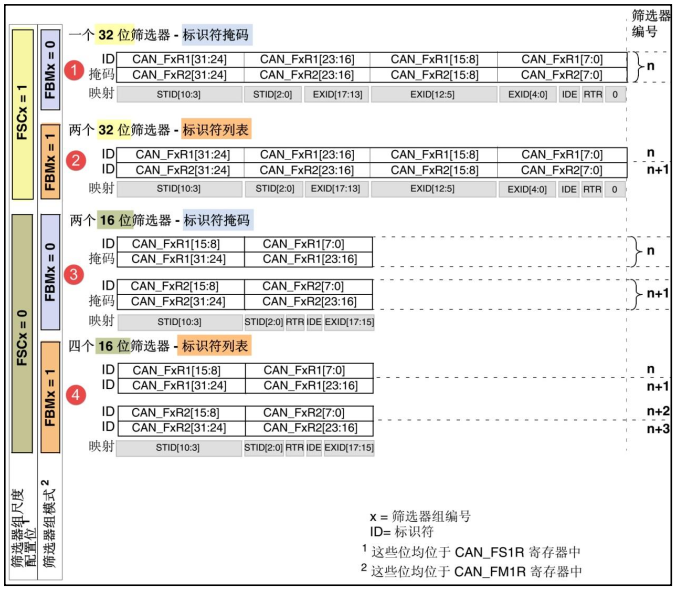 筛选器
编号
一个 32 位筛选器 - 标识符掩码
ID CAN_FxR1[31:24] CAN_FxR1[23:16] CAN_FxR1[15:8] CAN_FxR1[7:0]
掩码 CAN_FxR2[31:24] CAN_FxR2[23:16] CAN_FxR2[15:8] CAN_FxR2[7:0]
n
映射 STID[10:3] STID[2:0] EXID[17:13] EXID[12:5] EXID[4:0] IDE RTR 0
FSCx = 1
FBMx = 0
1
两个 32 位筛选器 - 标识符列表
ID CAN_FxR1[31:24] CAN_FxR1[23:16] CAN_FxR1[15:8] CAN_FxR1[7:0] n
ID CAN_FxR2[31:24] CAN_FxR2[23:16] CAN_FxR2[15:8] CAN_FxR2[7:0] n+1
映射 STID[10:3] STID[2:0] EXID[17:13] EXID[12:5] EXID[4:0] IDE RTR 0
FBMx = 1
2
两个 16 位筛选器 - 标识符掩码
ID CAN_FxR1[15:8] CAN_FxR1[7:0]
掩码 CAN_FxR1[31:24] CAN_FxR1[23:16]
n
ID CAN_FxR2[15:8] CAN_FxR2[7:0]
掩码 CAN_FxR2[31:24] CAN_FxR2[23:16]
n+1
映射 STID[10:3] STID[2:0] RTR IDE EXID[17:15]
FSCx = 0
FBMx = 0
3
四个 16 位筛选器 - 标识符列表
ID CAN_FxR1[15:8] CAN_FxR1[7:0] n
ID CAN_FxR1[31:24] CAN_FxR1[23:16] n+1
ID CAN_FxR2[15:8] CAN_FxR2[7:0] n+2
ID CAN_FxR2[31:24] CAN_FxR2[23:16] n+3
映射 STID[10:3] STID[2:0] RTR IDE EXID[17:15]
FBMx = 1
4
筛选器组尺度
配置位 1
筛选器组模式 2
x = 筛选器组编号
ID= 标识符
1 这些位均位于 CAN_FS1R 寄存器中
2 这些位均位于 CAN_FM1R 寄存器中